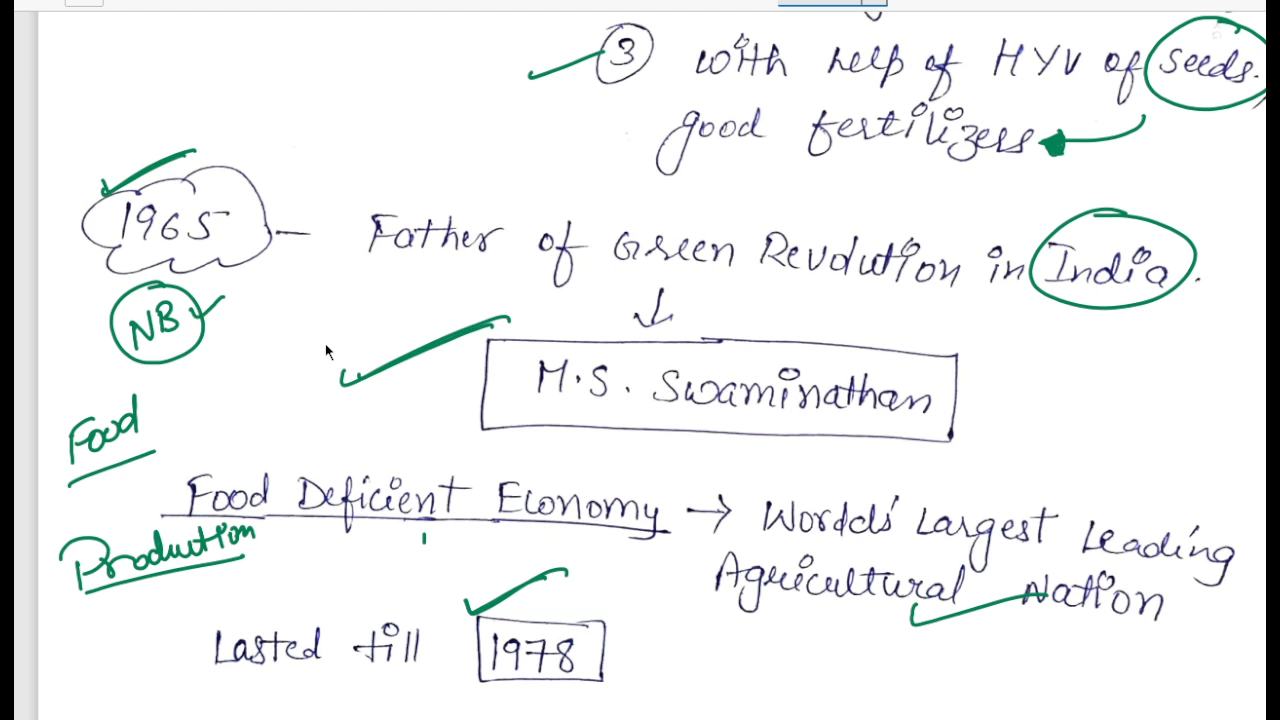 ③ with help of HYV of seeds,
good fertilizers
1965 — Father of Green Revolution in India.
NB
↓
M.S. Swaminathan
Food
Food Deficient Economy → World's Largest Leading
Production
Agricultural Nation
Lasted till 1978